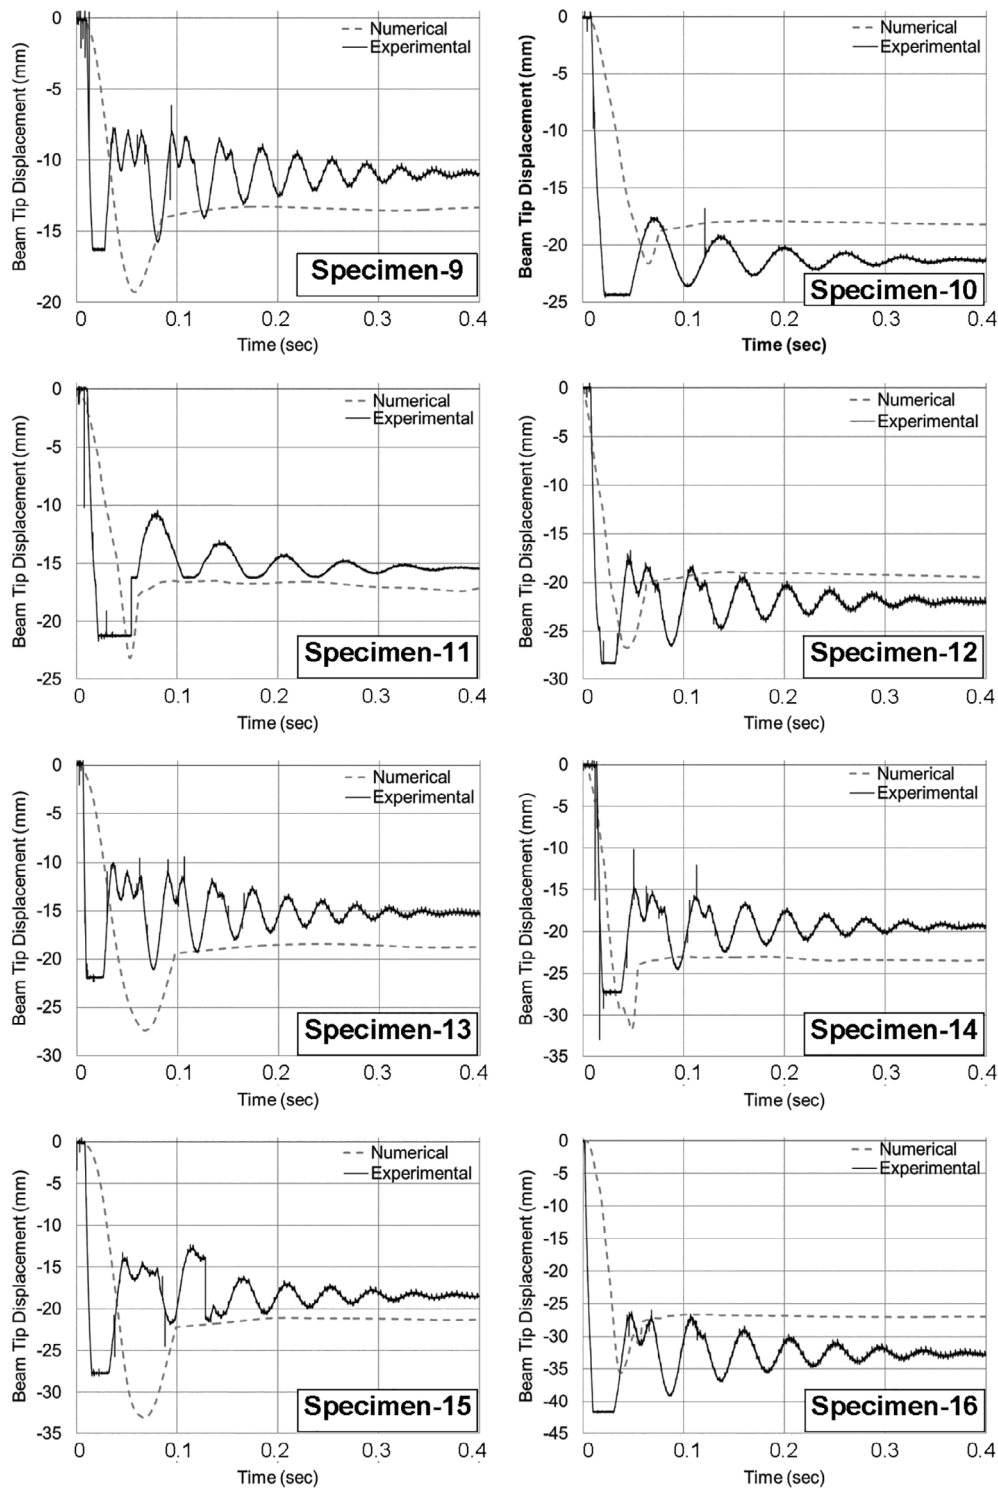 0
-5
-10
-15
-20
Beam Tip Displacement (mm)
Numerical
Experimental
Specimen-9
0 0.1 0.2 0.3 0.4
Time (sec)
0
-5
-10
-15
-20
-25
Beam Tip Displacement (mm)
Numerical
Experimental
Specimen-10
0 0.1 0.2 0.3 0.4
Time (sec)
0
-5
-10
-15
-20
-25
Beam Tip Displacement (mm)
Numerical
Experimental
Specimen-11
0 0.1 0.2 0.3 0.4
Time (sec)
0
-5
-10
-15
-20
-25
-30
Beam Tip Displacement (mm)
Numerical
Experimental
Specimen-12
0 0.1 0.2 0.3 0.4
Time (sec)
0
-5
-10
-15
-20
-25
-30
Beam Tip Displacement (mm)
Numerical
Experimental
Specimen-13
0 0.1 0.2 0.3 0.4
Time (sec)
0
-5
-10
-15
-20
-25
-30
-35
Beam Tip Displacement (mm)
Numerical
Experimental
Specimen-14
0 0.1 0.2 0.3 0.4
Time (sec)
0
-5
-10
-15
-20
-25
-30
-35
Beam Tip Displacement (mm)
Numerical
Experimental
Specimen-15
0 0.1 0.2 0.3 0.4
Time (sec)
0
-5
-10
-15
-20
-25
-30
-35
-40
-45
Beam Tip Displacement (mm)
Numerical
Experimental
Specimen-16
0 0.1 0.2 0.3 0.4
Time (sec)